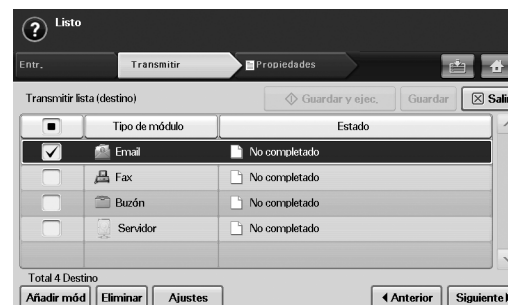 ? Listo
Entr. Transmitir Propiedades
Transmitir lista (destino) Guardar y ejec. Guardar Salir
Tipo de módulo Estado
Email No completado
Fax No completado
Buzón No completado
Servidor No completado
Total 4 Destino
Añadir mód Eliminar Ajustes Anterior Siguiente